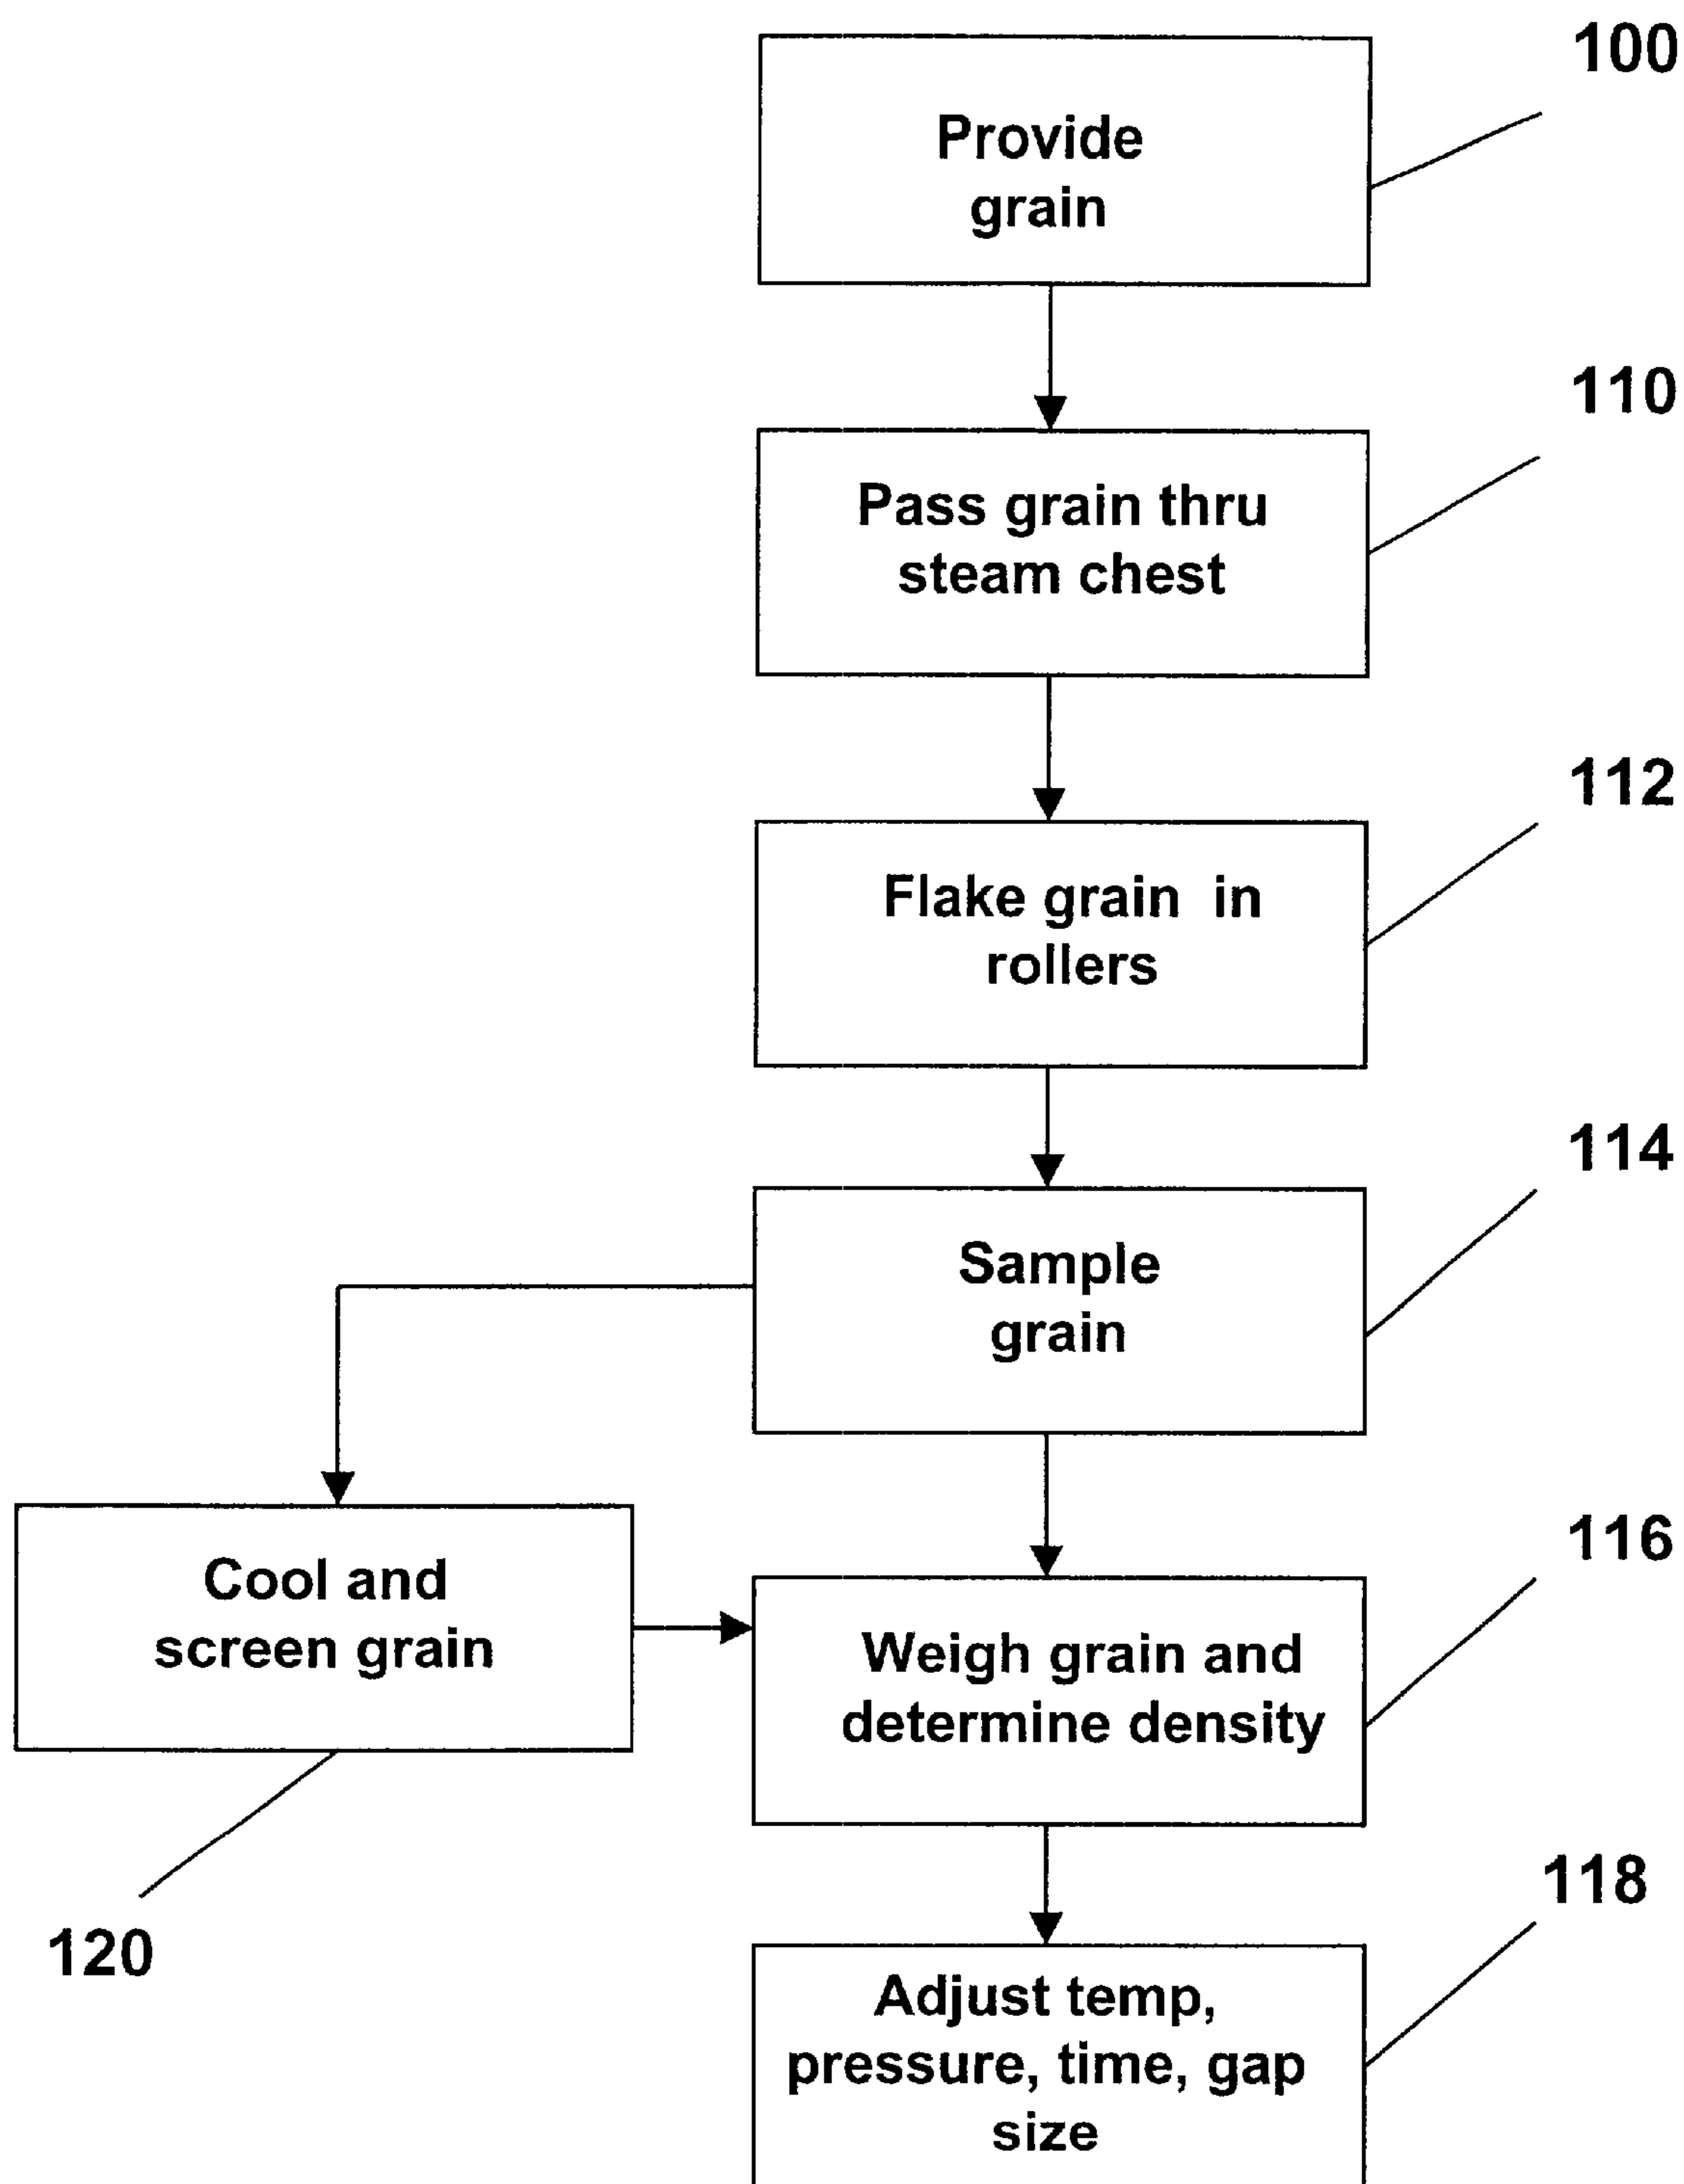 100
Provide
grain
110
Pass grain thru
steam chest
112
Flake grain in
rollers
114
Sample
grain
116
Cool and
screen grain
Weigh grain and
determine density
118
120
Adjust temp,
pressure, time, gap
size